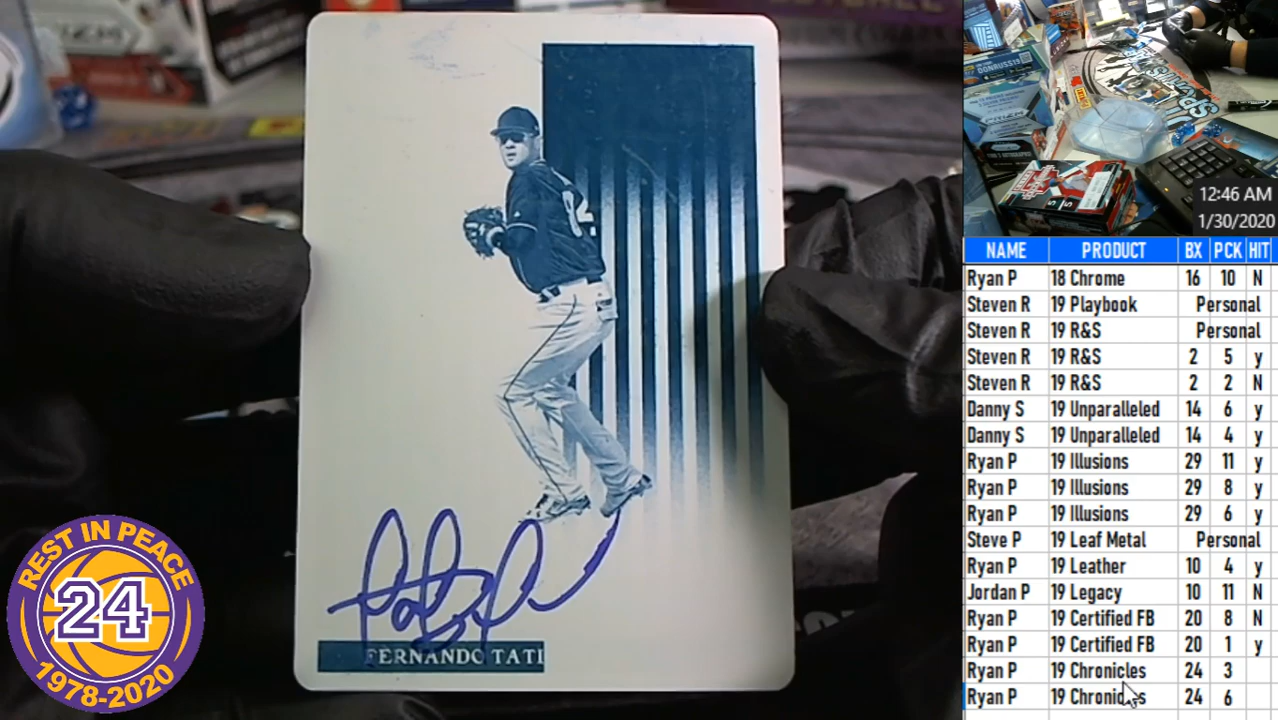 FERNANDO TATI
REST IN PEACE
24
1978-2020
DONRUSS19
12:46 AM
1/30/2020
NAME PRODUCT BX PCK HIT
Ryan P 18 Chrome 16 10 N
Steven R 19 Playbook Personal
Steven R 19 R&S Personal
Steven R 19 R&S 2 5 y
Steven R 19 R&S 2 2 N
Danny S 19 Unparalleled 14 6 y
Danny S 19 Unparalleled 14 4 y
Ryan P 19 Illusions 29 11 y
Ryan P 19 Illusions 29 8 y
Ryan P 19 Illusions 29 6 y
Steve P 19 Leaf Metal Personal
Ryan P 19 Leather 10 4 y
Jordan P 19 Legacy 10 11 N
Ryan P 19 Certified FB 20 8 N
Ryan P 19 Certified FB 20 1 y
Ryan P 19 Chronicles 24 3
Ryan P 19 Chronicles 24 6